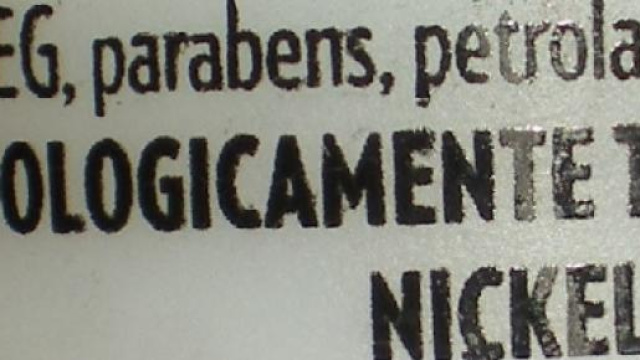 EG, parabens, petrola
OLOGICAMENTE T
NICKEL